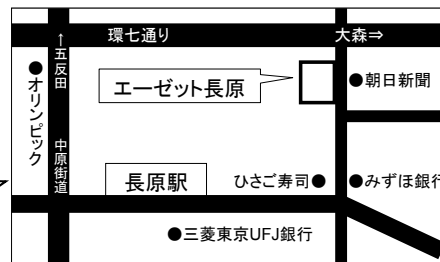 環七通り
大森⇒
↑五反田
●オリンピック
エーゼット長原
●朝日新聞
中原街道
長原駅
ひさご寿司●
●みずほ銀行
●三菱東京UFJ銀行